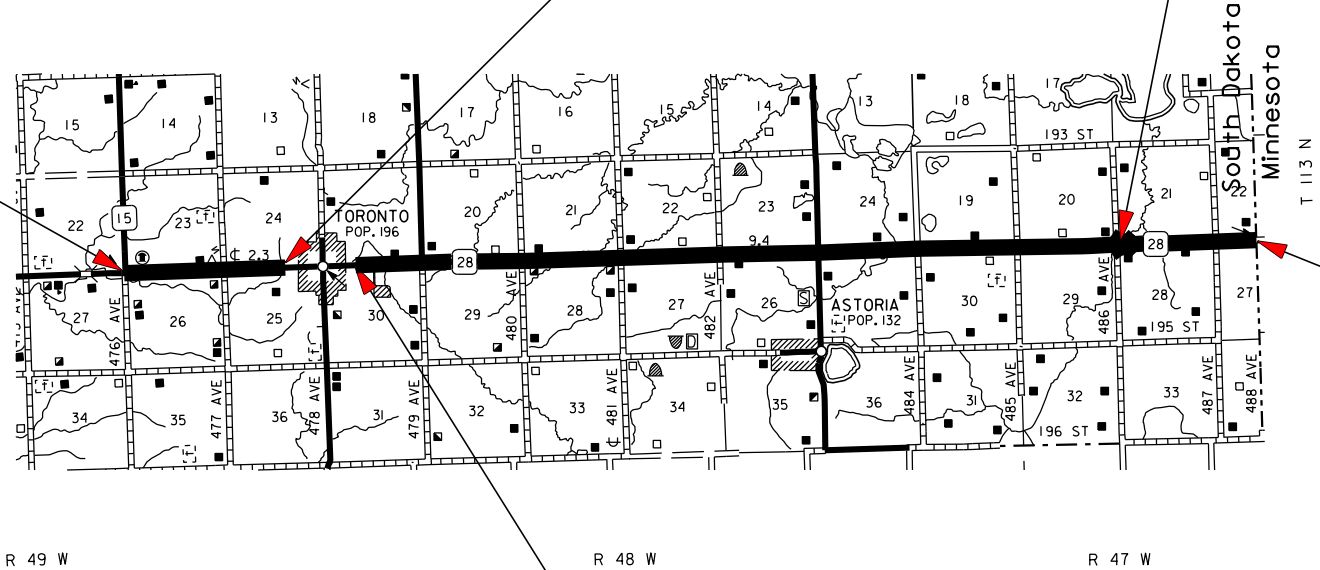 South Dakota
Minnesota
T 113 N
15
14
13
18
17
16
15
14
13
18
17
193 ST
22
15
23
24
TORONTO
POP. 196
20
21
22
23
24
19
20
21
22
℄ 2.3
28
9.4
28
27
26
25
30
29
28
27
26
ASTORIA
POP. 132
30
29
28
27
476 AVE
480 AVE
482 AVE
486 AVE
S
D
195 ST
34
35
36
31
32
33
34
35
36
31
32
33
477 AVE
478 AVE
479 AVE
℄ 481 AVE
484 AVE
485 AVE
487 AVE
488 AVE
196 ST
R 49 W
R 48 W
R 47 W